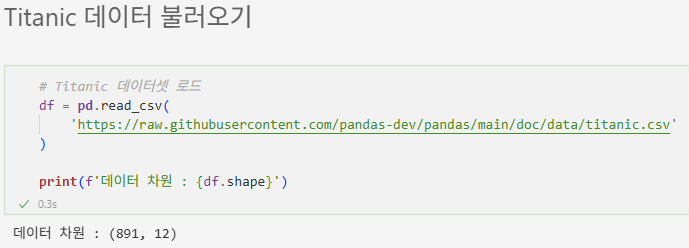 Titanic 데이터 불러오기
# Titanic 데이터셋 로드
df = pd.read_csv(
    'https://raw.githubusercontent.com/pandas-dev/pandas/main/doc/data/titanic.csv'
)
print(f'데이터 차원 : {df.shape}')
✓ 0.3s
데이터 차원 : (891, 12)